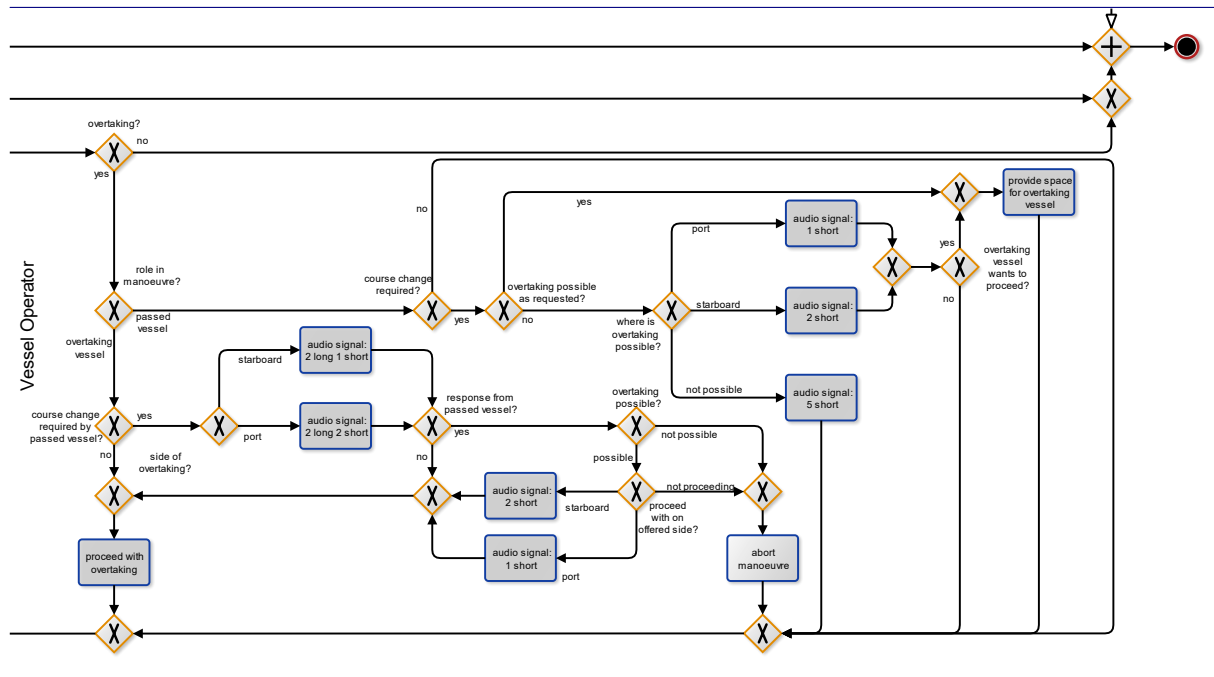 overtaking?
no
yes
Vessel Operator
role in
manoeuvre?
passed
vessel
overtaking
vessel
course change
required?
no
yes
overtaking possible
as requested?
yes
no
where is
overtaking
possible?
port
starboard
not possible
audio signal:
1 short
audio signal:
2 short
audio signal:
5 short
provide space
for overtaking
vessel
yes
no
overtaking
vessel
wants to
proceed?
course change
required by
passed vessel?
yes
no
side of
overtaking?
starboard
port
audio signal:
2 long 1 short
audio signal:
2 long 2 short
response from
passed vessel?
yes
no
overtaking
possible?
not possible
possible
not proceeding
proceed
with on
offered side?
starboard
port
audio signal:
2 short
audio signal:
1 short
abort
manoeuvre
proceed with
overtaking